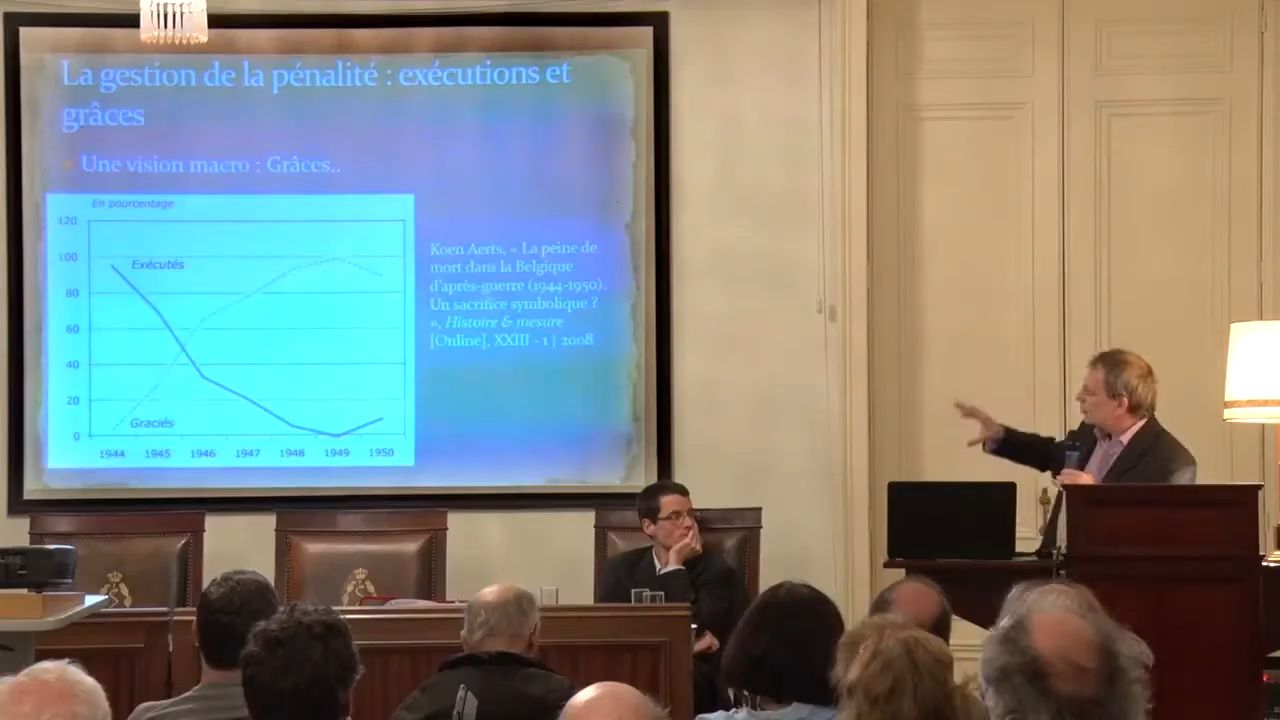 La gestion de la pénalité : exécutions et
grâces
Une vision macro : Grâces..
En pourcentage
120
100
80
60
40
20
0
Exécutés
Graciés
1944 1945 1946 1947 1948 1949 1950
Koen Aerts, « La peine de
mort dans la Belgique
d'après-guerre (1944-1950).
Un sacrifice symbolique ?
», Histoire & mesure
[Online], XXIII - 1 | 2008